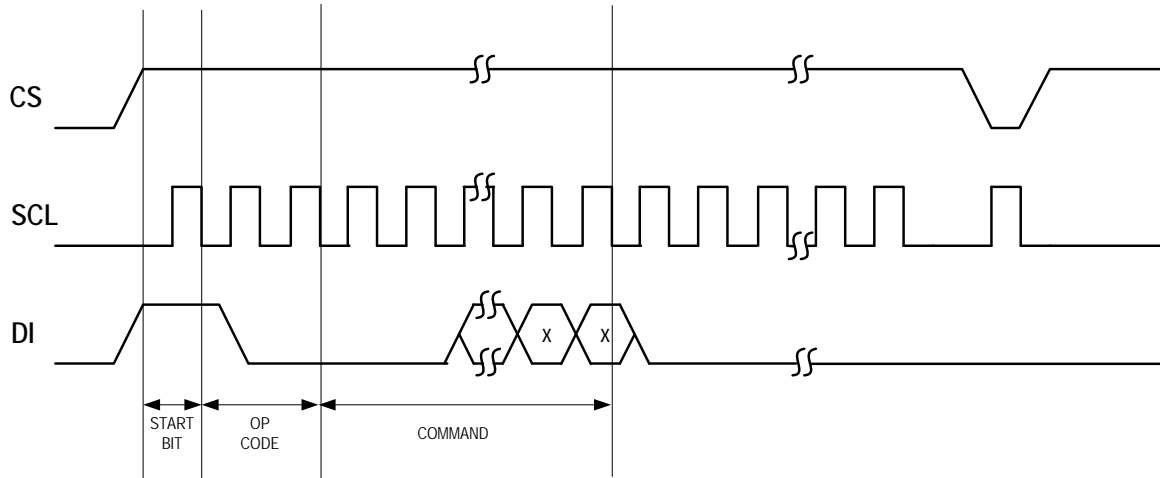 CS
SCL
DI
X X
START
BIT
OP
CODE
COMMAND